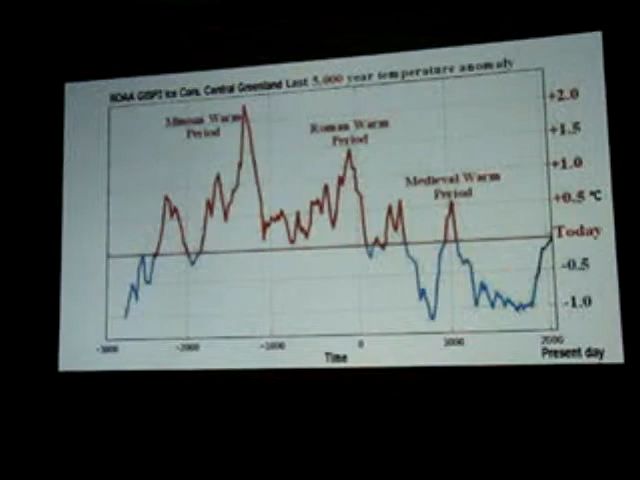 NOAA GISP2 Ice Core, Central Greenland Last 5,000 year temperature anomaly
Minoan Warm
Period
Roman Warm
Period
Medieval Warm
Period
+2.0
+1.5
+1.0
+0.5 °C
Today
-0.5
-1.0
-3000 -2000 -1000 0 1000 2000
Time
Present day